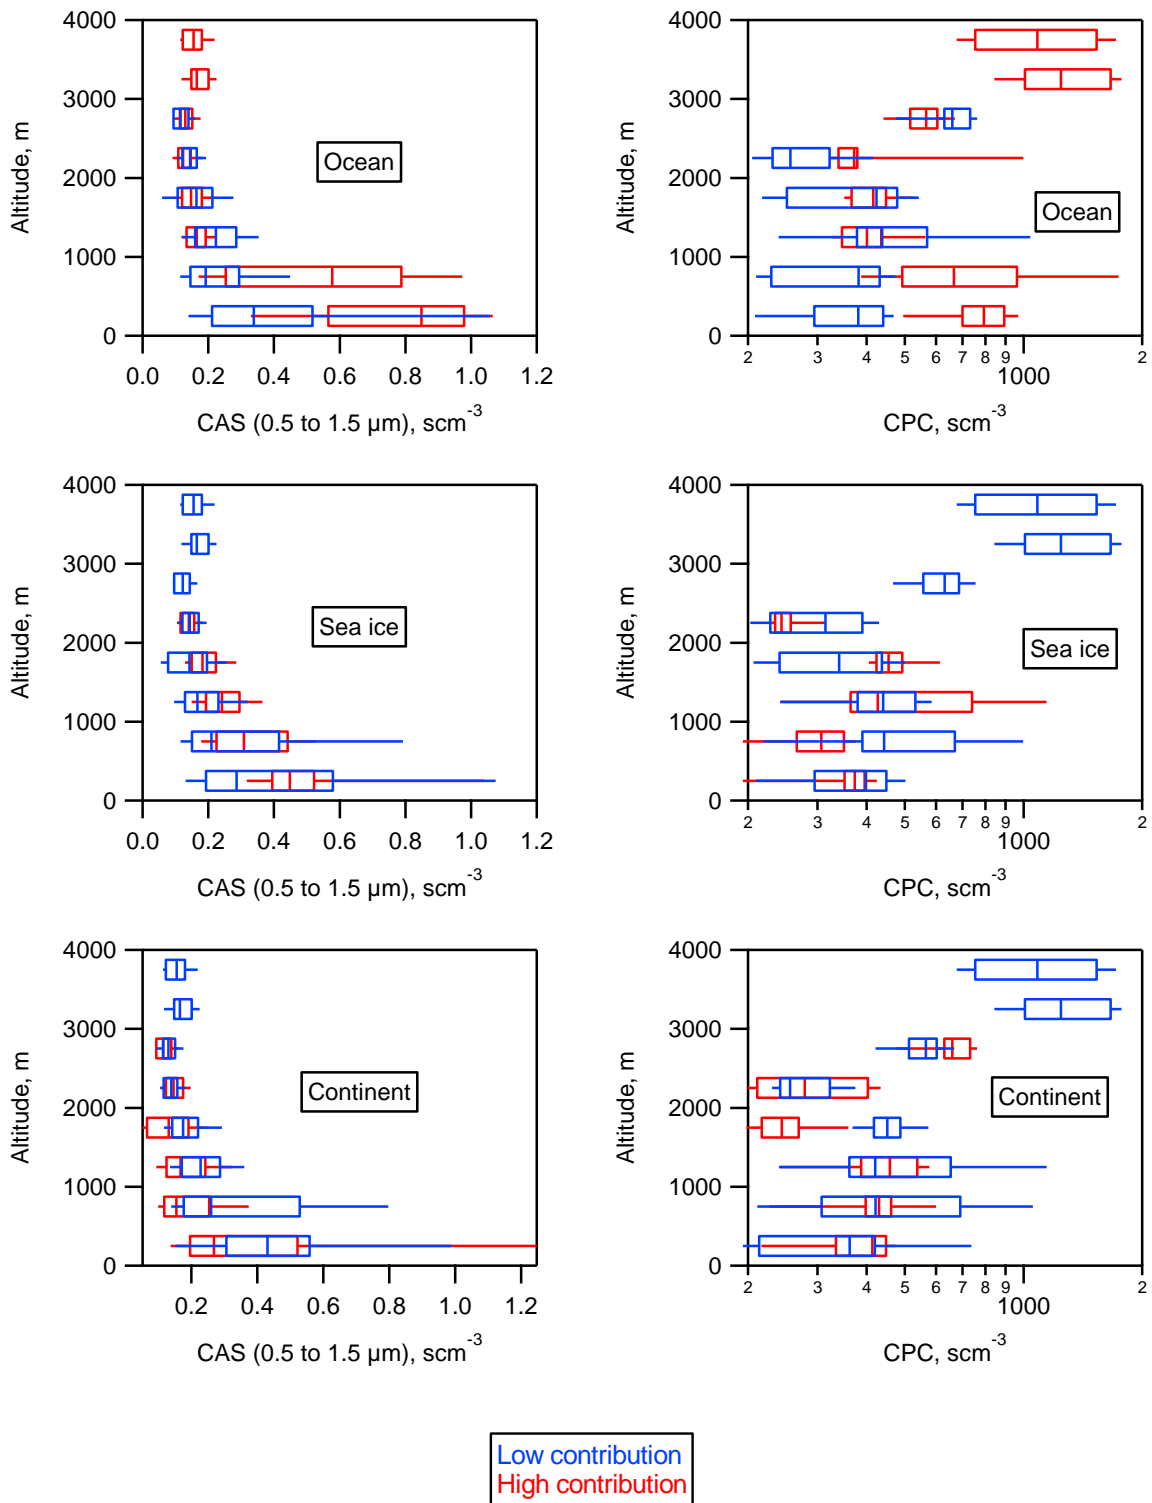 4000
3000
2000
1000
0
Altitude, m
Ocean
0.0 0.2 0.4 0.6 0.8 1.0 1.2
CAS (0.5 to 1.5 µm), scm-3
4000
3000
2000
1000
0
Altitude, m
Ocean
2 3 4 5 6 7 8 9 1000 2
CPC, scm-3
4000
3000
2000
1000
0
Altitude, m
Sea ice
0.0 0.2 0.4 0.6 0.8 1.0 1.2
CAS (0.5 to 1.5 µm), scm-3
4000
3000
2000
1000
0
Altitude, m
Sea ice
2 3 4 5 6 7 8 9 1000 2
CPC, scm-3
4000
3000
2000
1000
0
Altitude, m
Continent
0.2 0.4 0.6 0.8 1.0 1.2
CAS (0.5 to 1.5 µm), scm-3
4000
3000
2000
1000
0
Altitude, m
Continent
2 3 4 5 6 7 8 9 1000 2
CPC, scm-3
Low contribution
High contribution